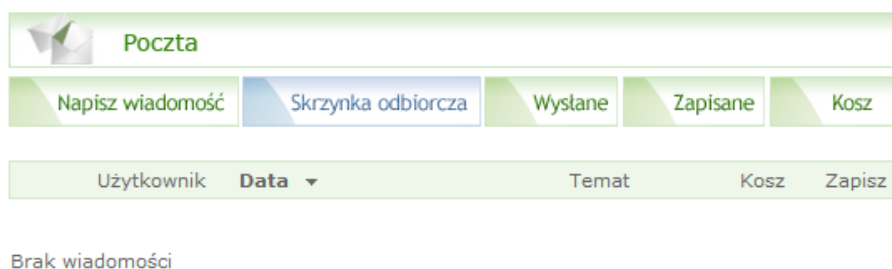 Poczta
Napisz wiadomość Skrzynka odbiorcza Wysłane Zapisane Kosz
Użytkownik Data Temat Kosz Zapisz
Brak wiadomości